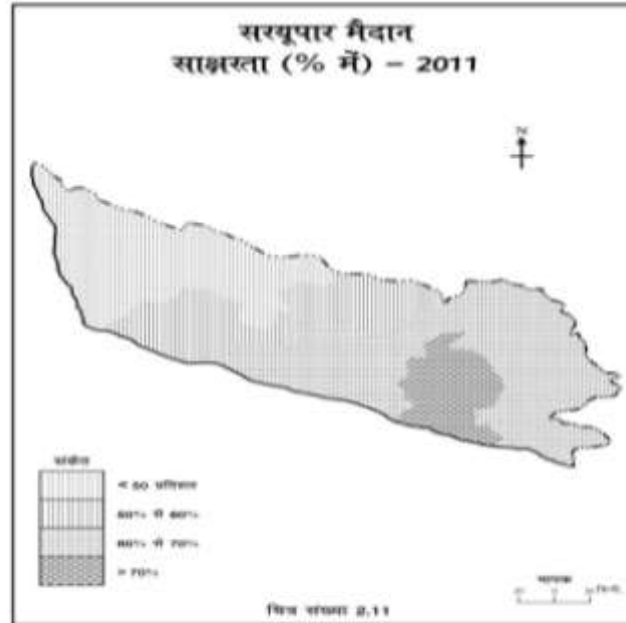 सरयूपार मैदान
साक्षरता (% में) – 2011
N
संकेत
< 50 प्रतिशत
50% से 60%
60% से 70%
> 70%
मापक
चित्र संख्या 2.11